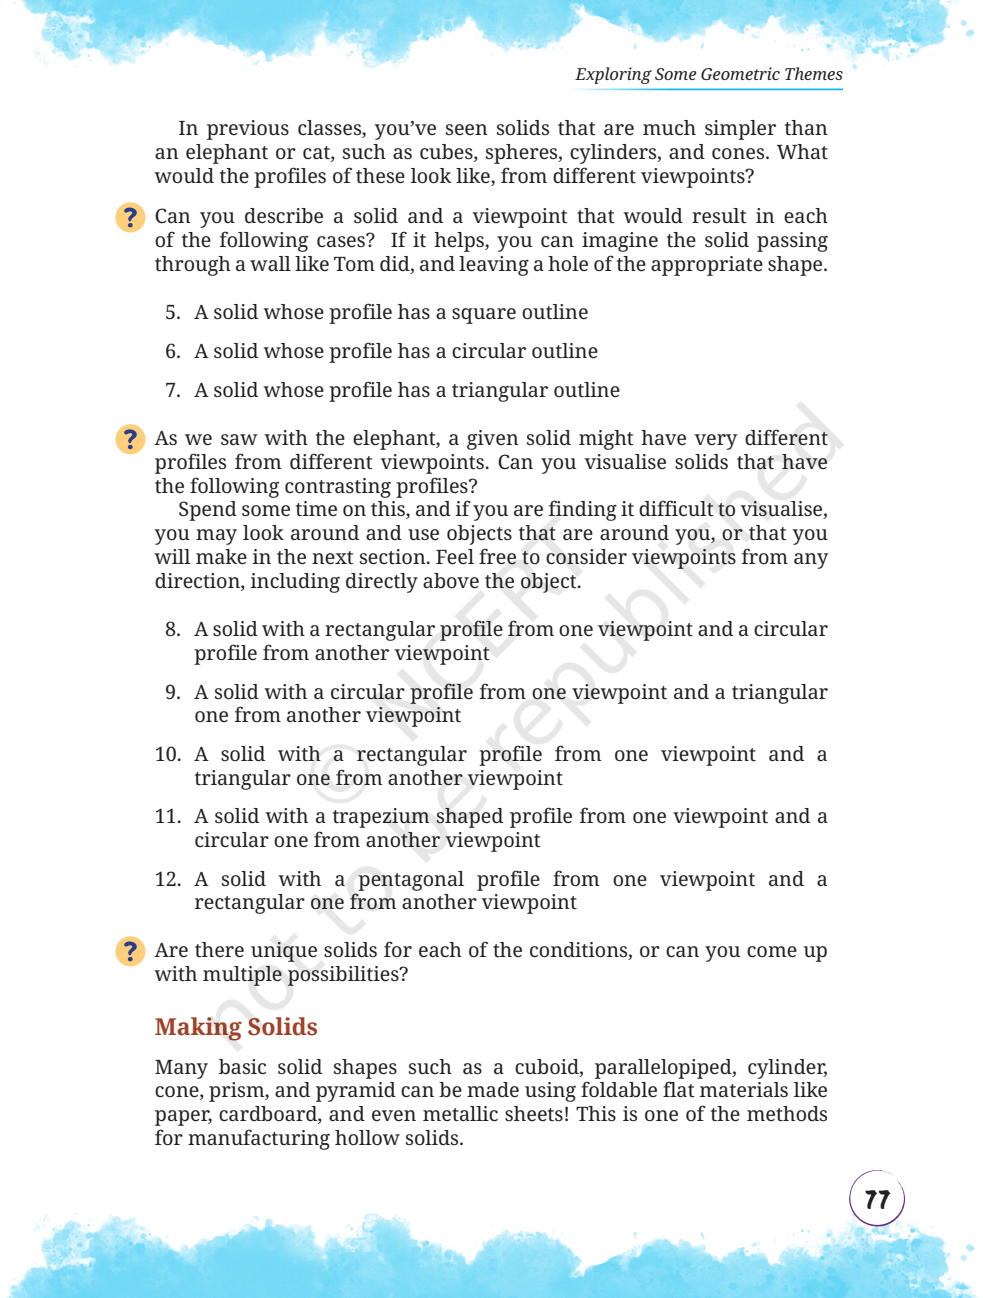 Exploring Some Geometric Themes
In previous classes, you’ve seen solids that are much simpler than
an elephant or cat, such as cubes, spheres, cylinders, and cones. What
would the profiles of these look like, from different viewpoints?
? Can you describe a solid and a viewpoint that would result in each
of the following cases? If it helps, you can imagine the solid passing
through a wall like Tom did, and leaving a hole of the appropriate shape.
5. A solid whose profile has a square outline
6. A solid whose profile has a circular outline
7. A solid whose profile has a triangular outline
? As we saw with the elephant, a given solid might have very different
profiles from different viewpoints. Can you visualise solids that have
the following contrasting profiles?
Spend some time on this, and if you are finding it difficult to visualise,
you may look around and use objects that are around you, or that you
will make in the next section. Feel free to consider viewpoints from any
direction, including directly above the object.
8. A solid with a rectangular profile from one viewpoint and a circular
profile from another viewpoint
9. A solid with a circular profile from one viewpoint and a triangular
one from another viewpoint
10. A solid with a rectangular profile from one viewpoint and a
triangular one from another viewpoint
11. A solid with a trapezium shaped profile from one viewpoint and a
circular one from another viewpoint
12. A solid with a pentagonal profile from one viewpoint and a
rectangular one from another viewpoint
? Are there unique solids for each of the conditions, or can you come up
with multiple possibilities?
Making Solids
Many basic solid shapes such as a cuboid, parallelopiped, cylinder,
cone, prism, and pyramid can be made using foldable flat materials like
paper, cardboard, and even metallic sheets! This is one of the methods
for manufacturing hollow solids.
77
© NCERT
not to be republished